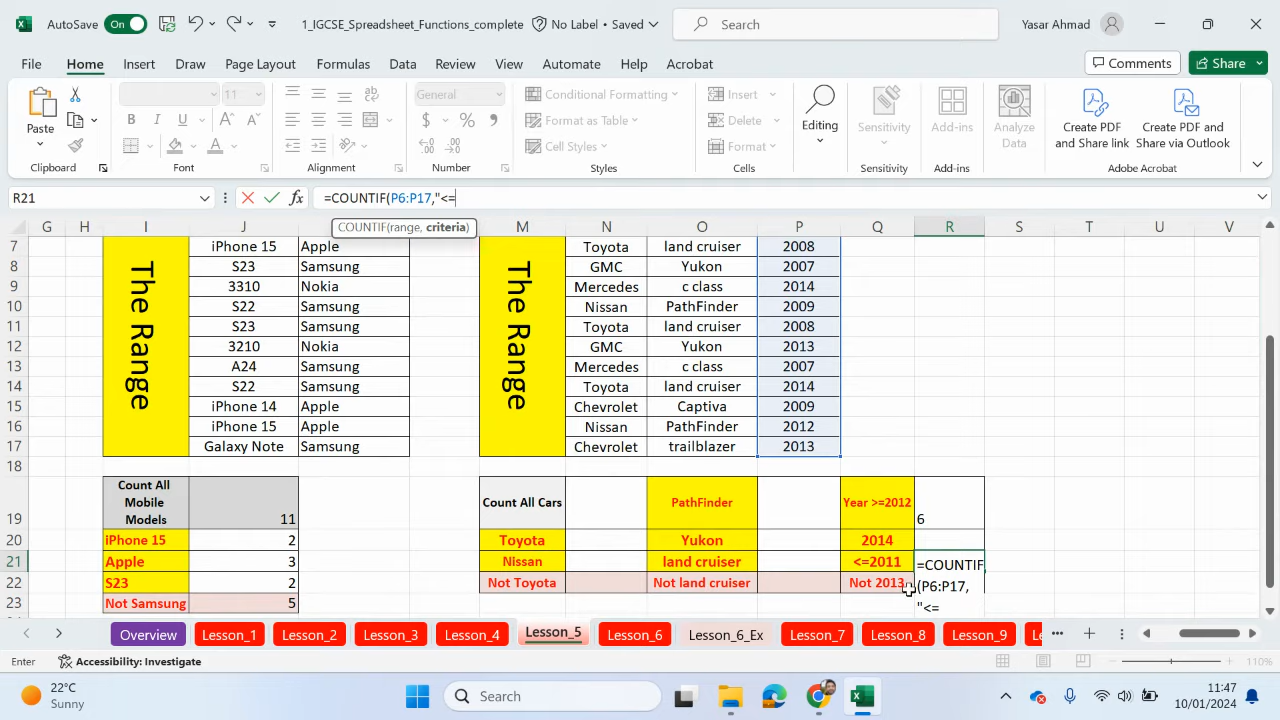 AutoSave On 1_IGCSE_Spreadsheet_Functions_complete No Label • Saved Search Yasar Ahmad
File Home Insert Draw Page Layout Formulas Data Review View Automate Help Acrobat Comments Share
Paste
Clipboard
11
B I U A A A
Font
ab
Alignment
General
$ % 9
Number
Conditional Formatting
Format as Table
Cell Styles
Styles
Insert
Delete
Format
Cells
Editing
Sensitivity
Sensitivity
Add-ins
Add-ins
Analyze
Data
Create PDF
and Share link
Create PDF and
Share via Outlook
Adobe Acrobat
R21 fx =COUNTIF(P6:P17,"<=
COUNTIF(range, criteria)
G H I J K L M N O P Q R S T U V
7 iPhone 15 Apple Toyota land cruiser 2008
8 S23 Samsung GMC Yukon 2007
9 3310 Nokia Mercedes c class 2014
10 S22 Samsung Nissan PathFinder 2009
11 S23 Samsung Toyota land cruiser 2008
12 3210 Nokia GMC Yukon 2013
13 A24 Samsung Mercedes c class 2007
14 S22 Samsung Toyota land cruiser 2014
15 iPhone 14 Apple Chevrolet Captiva 2009
16 iPhone 15 Apple Nissan PathFinder 2012
17 Galaxy Note Samsung Chevrolet trailblazer 2013
The Range
The Range
18
19 Count All
Mobile
Models 11 Count All Cars PathFinder Year >=2012 6
20 iPhone 15 2 Toyota Yukon 2014
21 Apple 3 Nissan land cruiser <=2011 =COUNTIF
(P6:P17,
"<=
22 S23 2 Not Toyota Not land cruiser Not 2013
23 Not Samsung 5
Overview Lesson_1 Lesson_2 Lesson_3 Lesson_4 Lesson_5 Lesson_6 Lesson_6_Ex Lesson_7 Lesson_8 Lesson_9
Enter Accessibility: Investigate 110%
22°C
Sunny
Search
11:47
10/01/2024